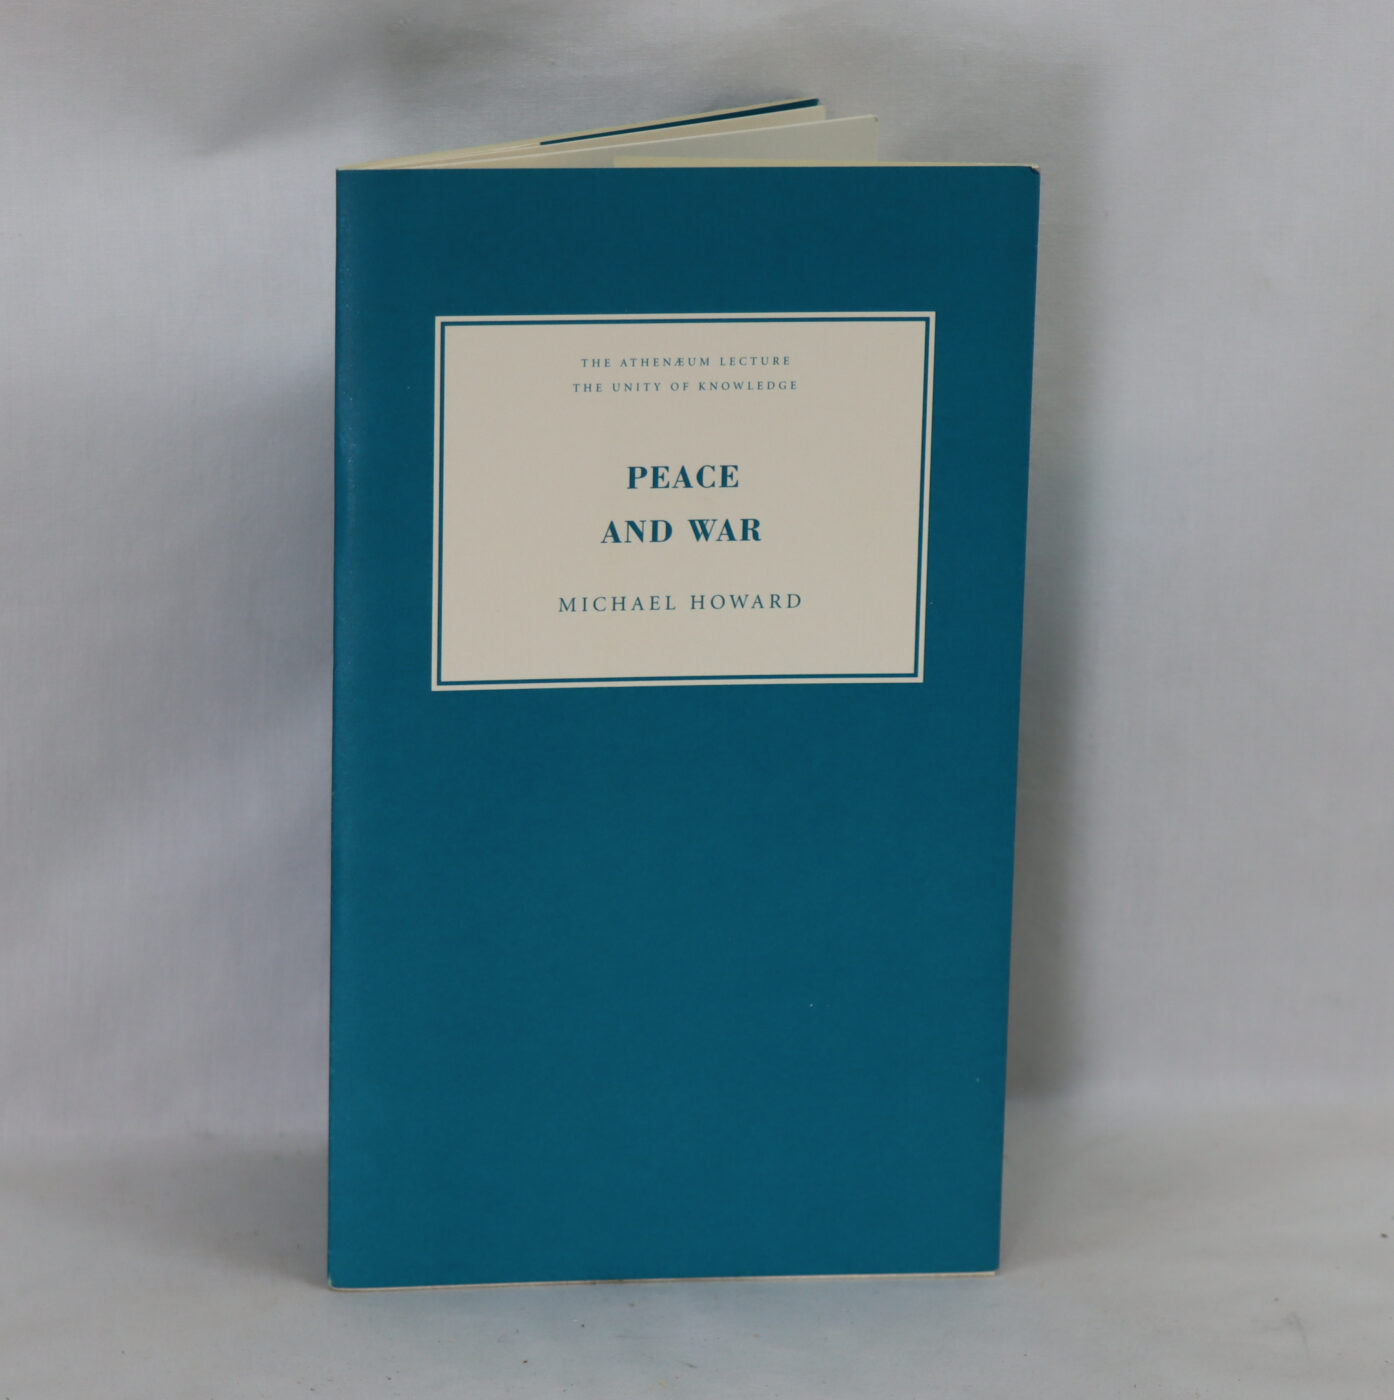 THE ATHENÆUM LECTURE
THE UNITY OF KNOWLEDGE
PEACE
AND WAR
MICHAEL HOWARD